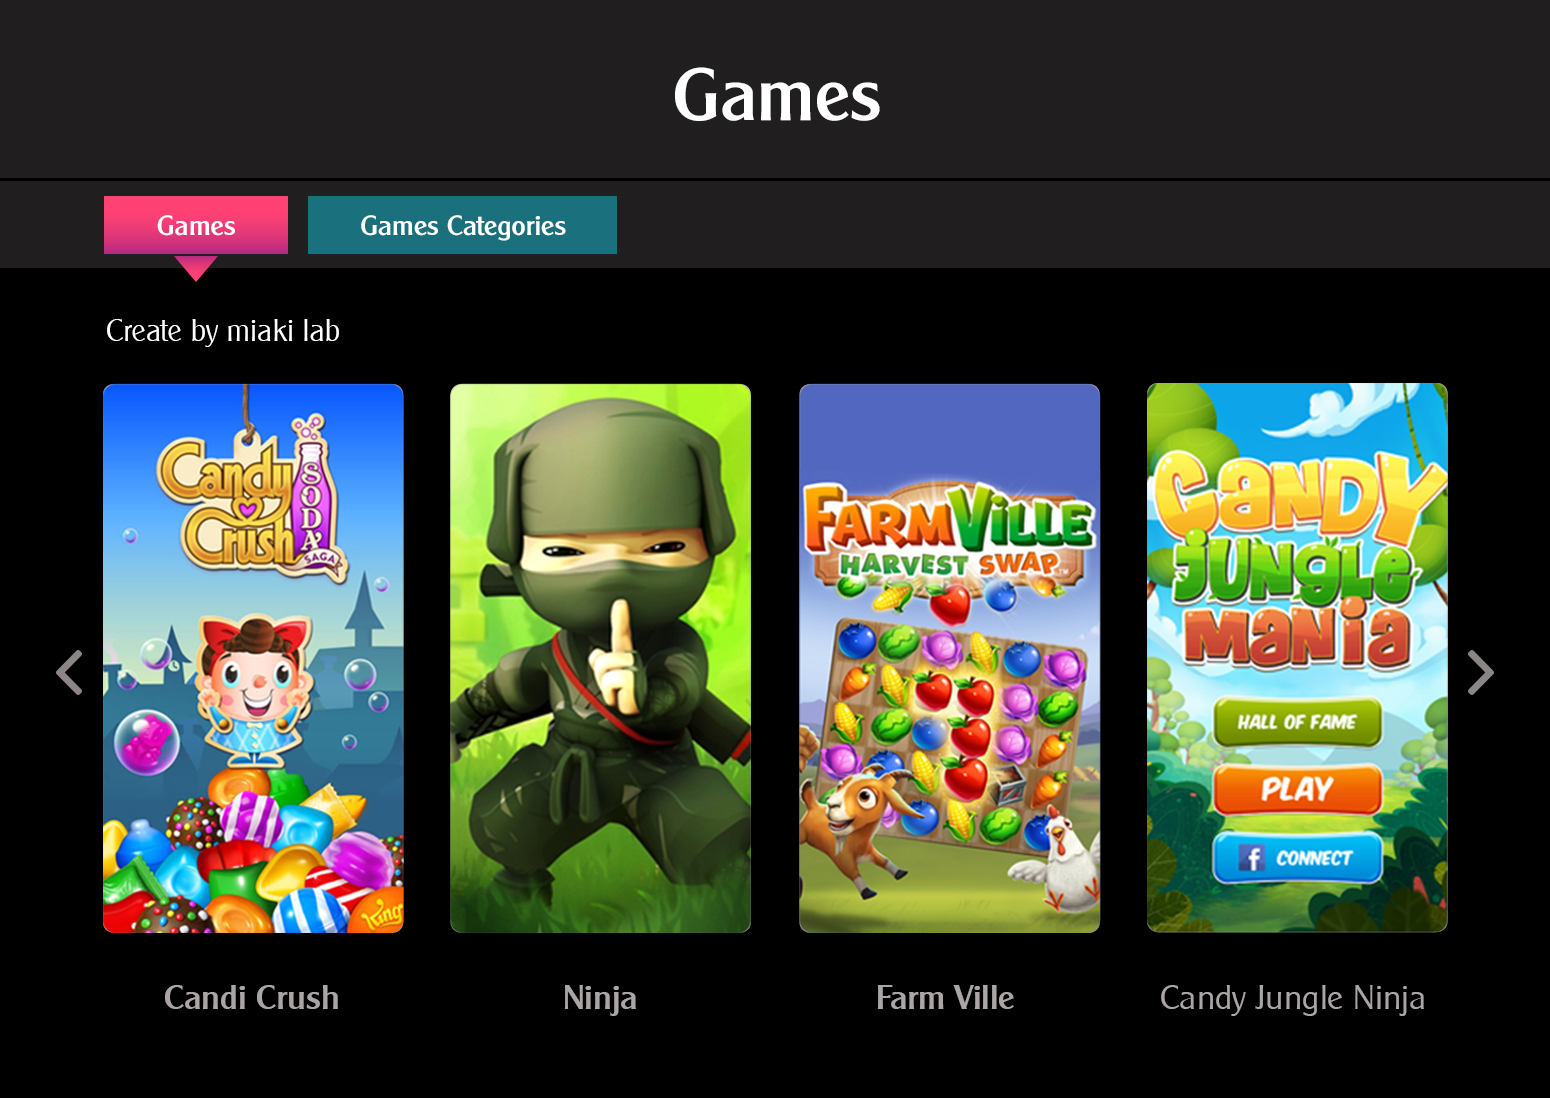 Games
Games
Games Categories
Create by miaki lab
Candy
Crush
SODA
SAGA
King
FARMVILLE
HARVEST SWAP™
CANDY
JUNGLE
MANIA
HALL OF FAME
PLAY
f CONNECT
Candi Crush
Ninja
Farm Ville
Candy Jungle Ninja